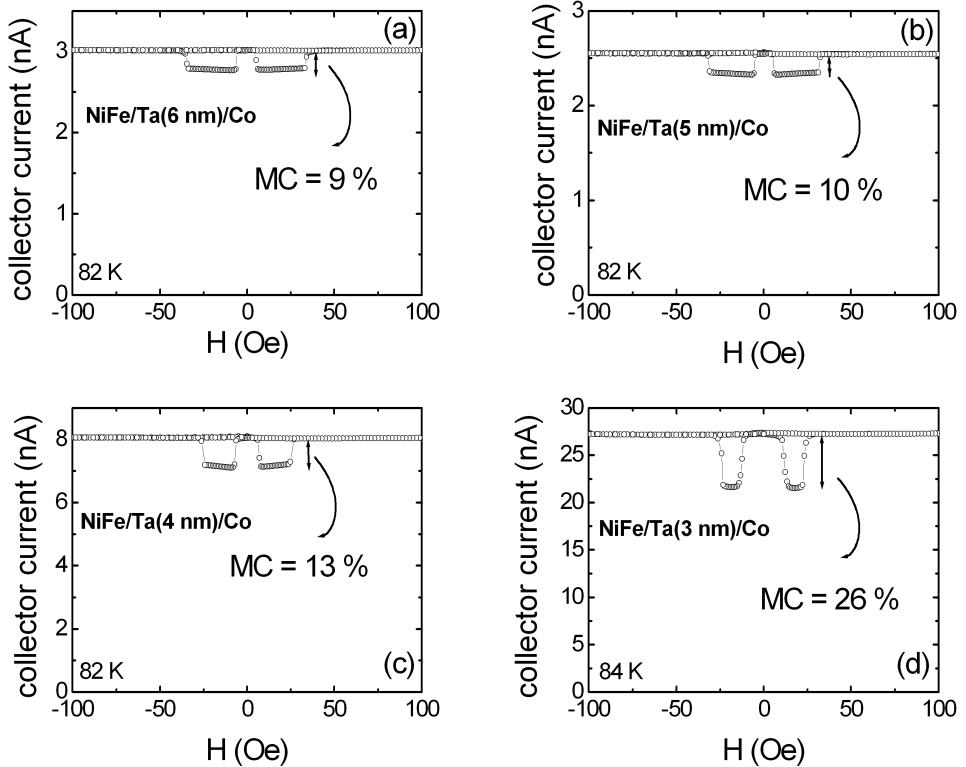 (a)
collector current (nA)
3
2
1
0
NiFe/Ta(6 nm)/Co
MC = 9 %
82 K
-100 -50 0 50 100
H (Oe)
(b)
collector current (nA)
3
2
1
0
NiFe/Ta(5 nm)/Co
MC = 10 %
82 K
-100 -50 0 50 100
H (Oe)
collector current (nA)
8
6
4
2
0
NiFe/Ta(4 nm)/Co
MC = 13 %
82 K
(c)
-100 -50 0 50 100
H (Oe)
collector current (nA)
30
25
20
15
10
5
0
NiFe/Ta(3 nm)/Co
MC = 26 %
84 K
(d)
-100 -50 0 50 100
H (Oe)